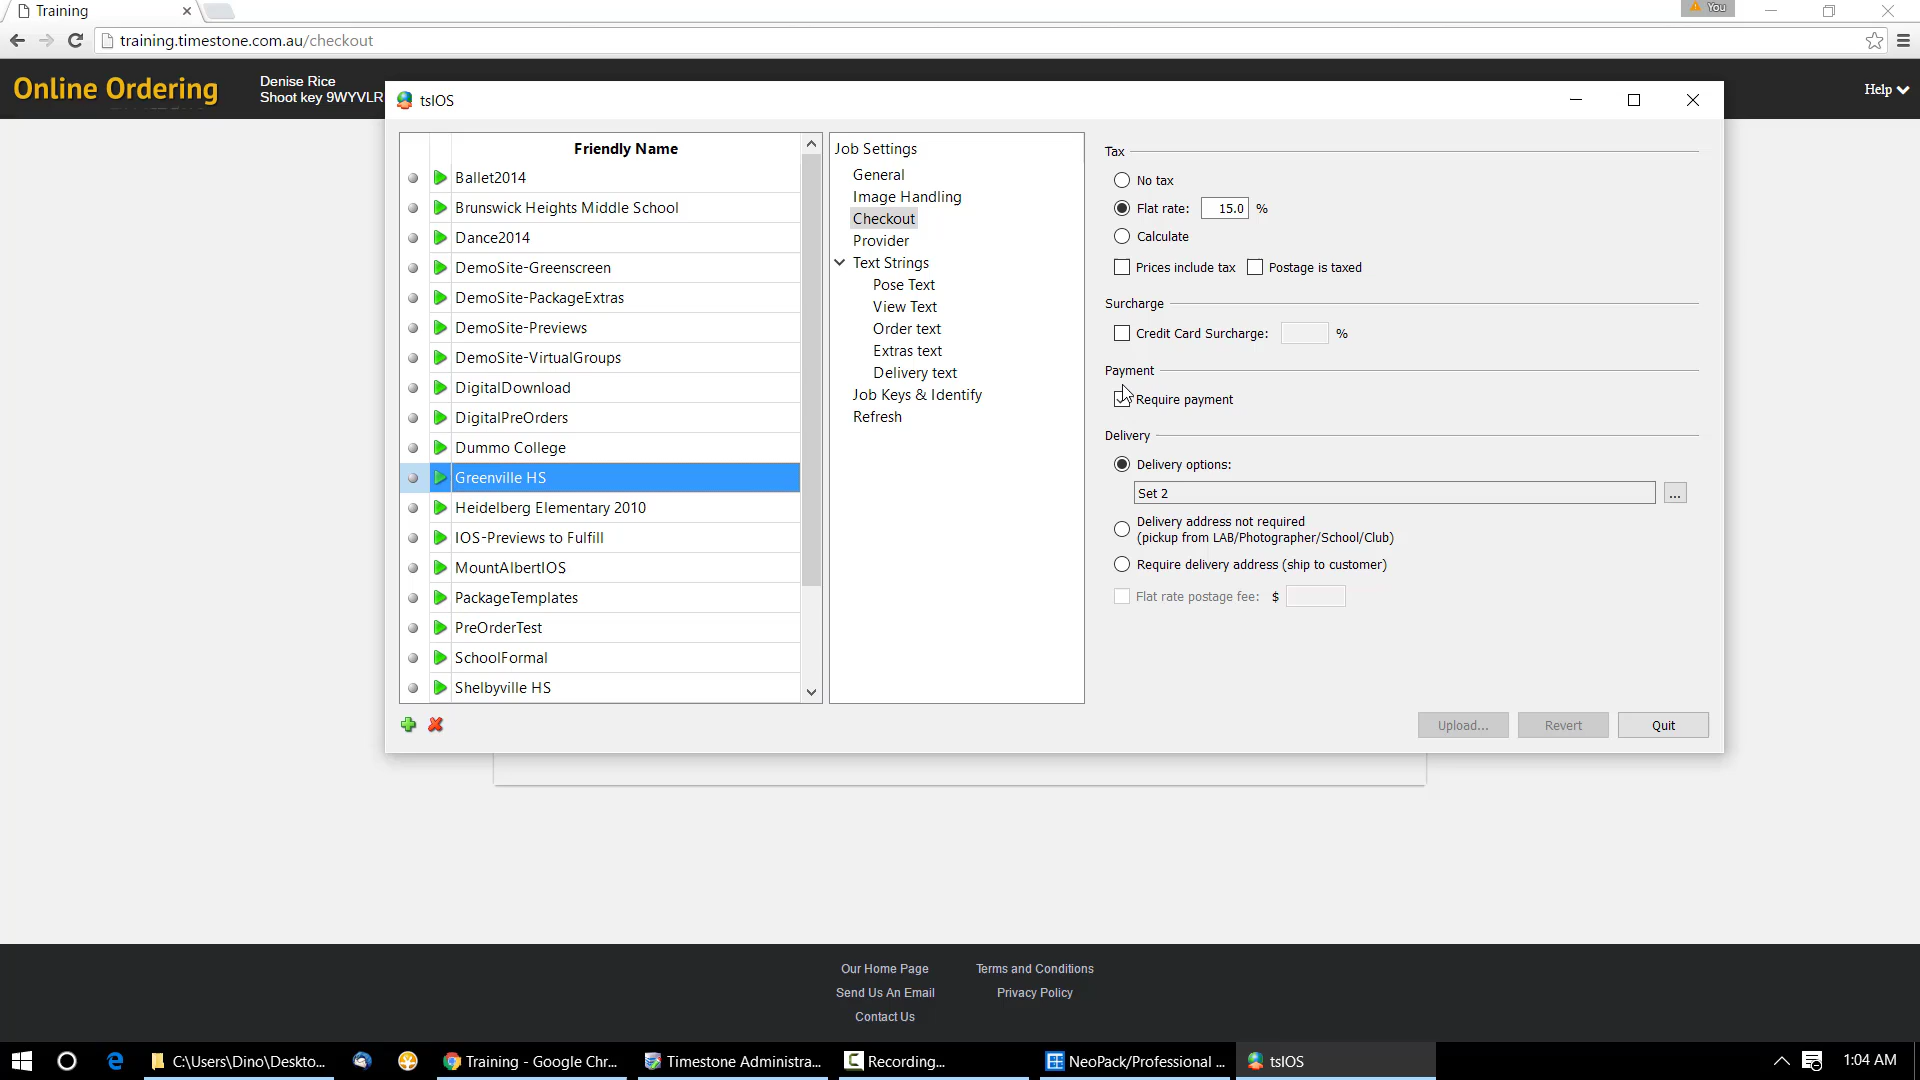 Training
You
training.timestone.com.au/checkout
Online Ordering
Denise Rice
Shoot key 9WYVLR
Help
tsIOS
Friendly Name
Ballet2014
Brunswick Heights Middle School
Dance2014
DemoSite-Greenscreen
DemoSite-PackageExtras
DemoSite-Previews
DemoSite-VirtualGroups
DigitalDownload
DigitalPreOrders
Dummo College
Greenville HS
Heidelberg Elementary 2010
IOS-Previews to Fulfill
MountAlbertIOS
PackageTemplates
PreOrderTest
SchoolFormal
Shelbyville HS
Job Settings
General
Image Handling
Checkout
Provider
Text Strings
Pose Text
View Text
Order text
Extras text
Delivery text
Job Keys & Identify
Refresh
Tax
No tax
Flat rate: 15.0 %
Calculate
Prices include tax Postage is taxed
Surcharge
Credit Card Surcharge: %
Payment
Require payment
Delivery
Delivery options:
Set 2 ...
Delivery address not required
(pickup from LAB/Photographer/School/Club)
Require delivery address (ship to customer)
Flat rate postage fee: $
Upload... Revert Quit
Our Home Page Terms and Conditions
Send Us An Email Privacy Policy
Contact Us
C:\Users\Dino\Deskto... Training - Google Chr... Timestone Administra... Recording... NeoPack/Professional ... tsIOS 1:04 AM